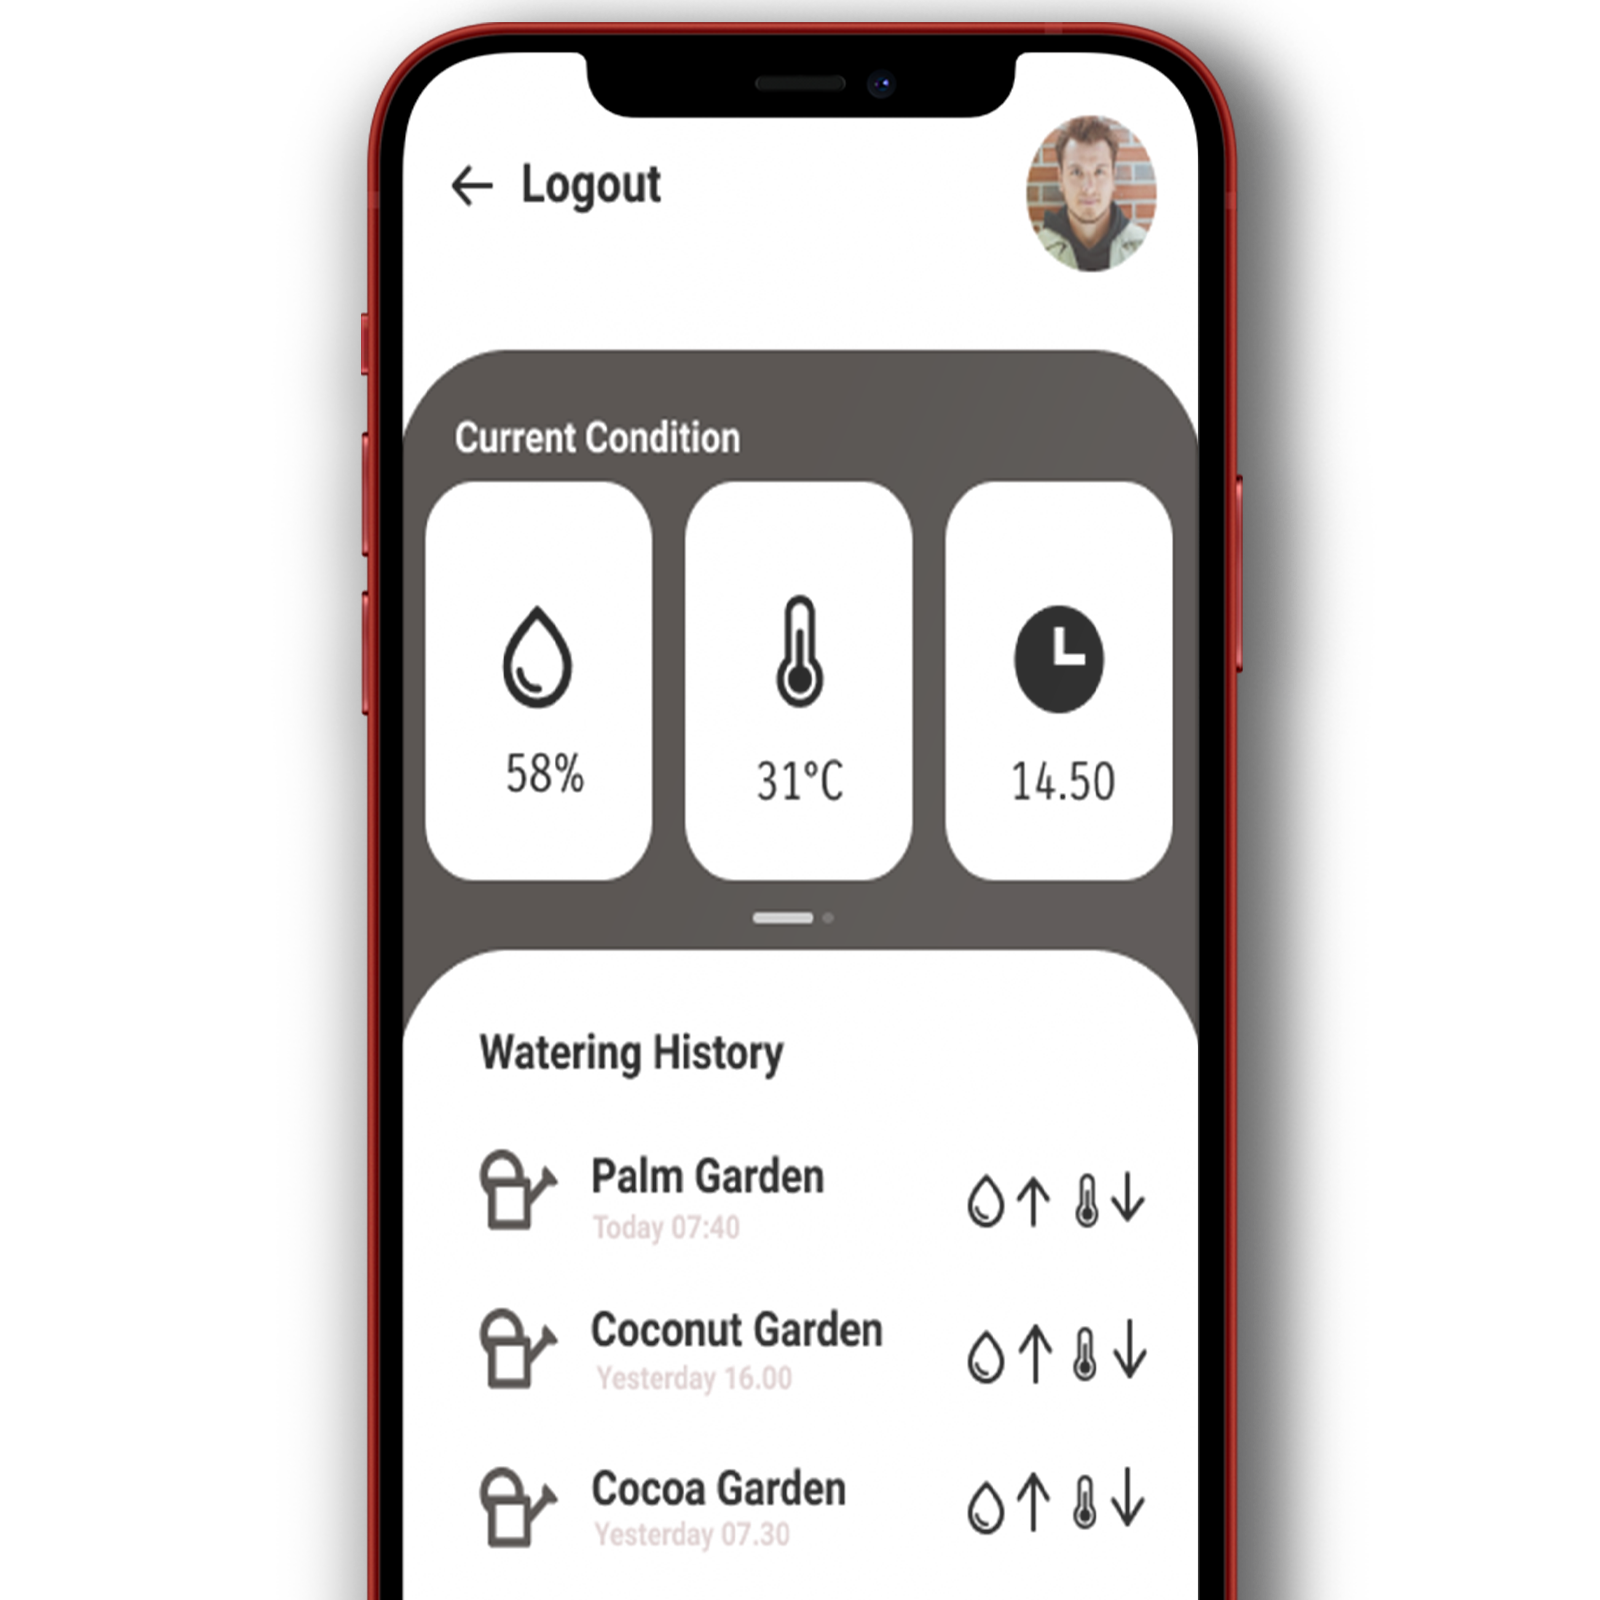 Logout
Current Condition
58%
31°C
14.50
Watering History
Palm Garden
Today 07:40
Coconut Garden
Yesterday 16.00
Cocoa Garden
Yesterday 07.30